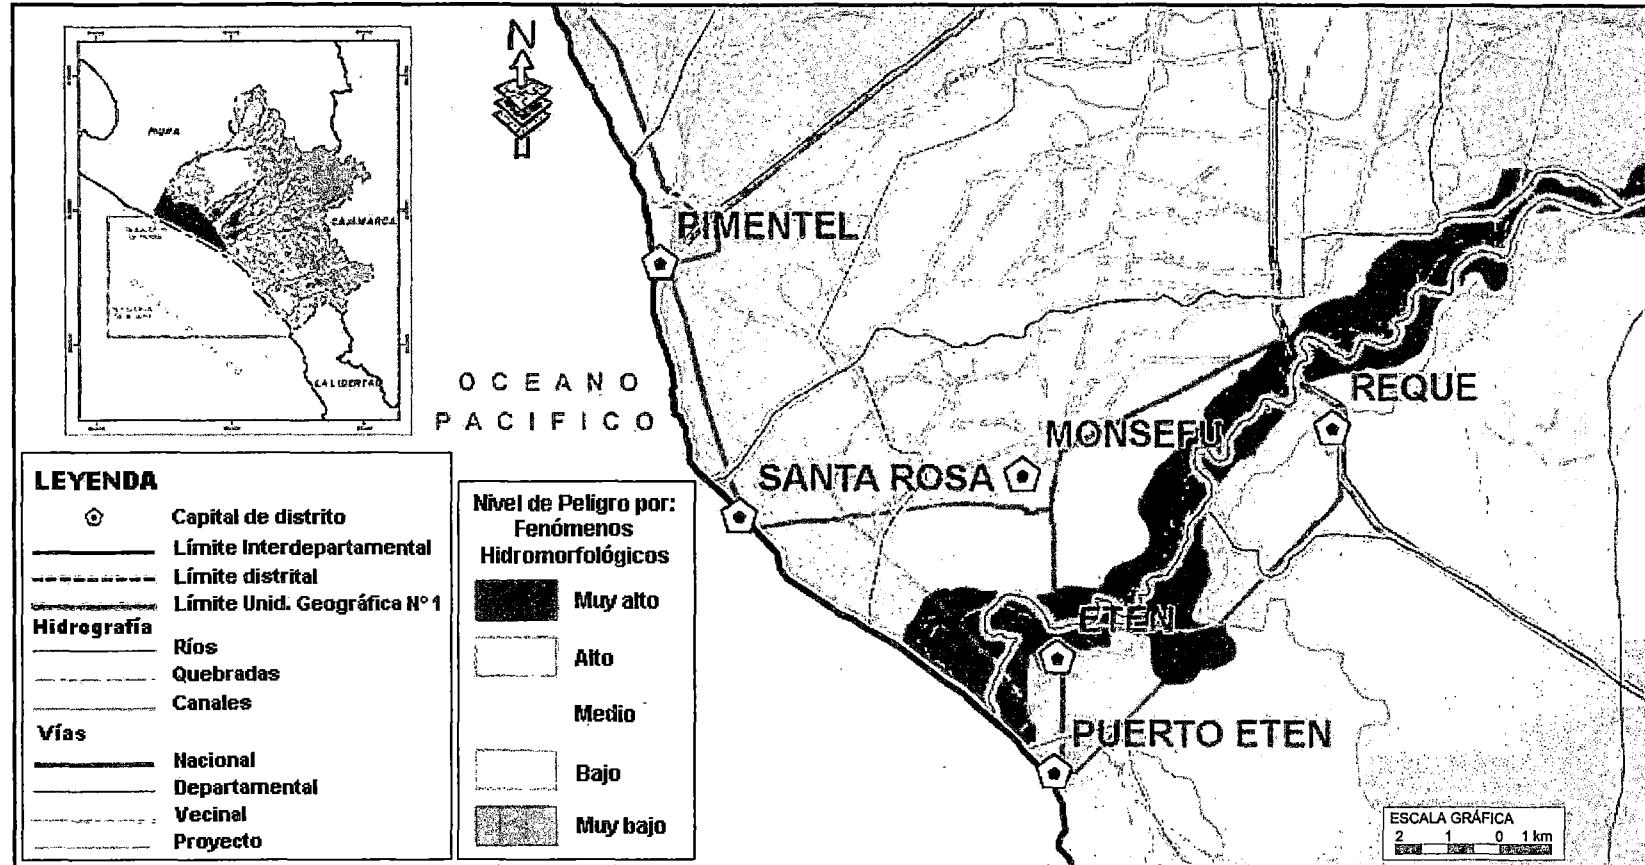 N
PIURA
CAJAMARCA
LA LIBERTAD
OCEANO
PACIFICO
PIMENTEL
REQUE
MONSEFU
SANTA ROSA
ETEN
PUERTO ETEN
LEYENDA
Capital de distrito
Límite Interdepartamental
Límite distrital
Límite Unid. Geográfica N° 1
Hidrografía
Ríos
Quebradas
Canales
Vías
Nacional
Departamental
Vecinal
Proyecto
Nivel de Peligro por:
Fenómenos
Hidromorfológicos
Muy alto
Alto
Medio
Bajo
Muy bajo
ESCALA GRÁFICA
2 1 0 1 km